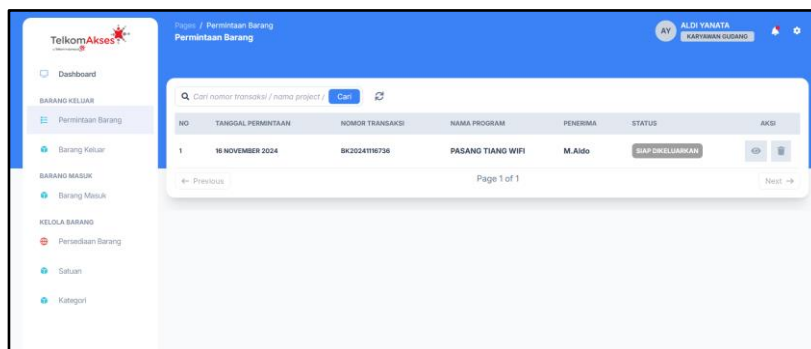 TelkomAkses
Dashboard
BARANG KELUAR
Permintaan Barang
Barang Keluar
BARANG MASUK
Barang Masuk
KELOLA BARANG
Persediaan Barang
Satuan
Kategori
Pages / Permintaan Barang
Permintaan Barang
AY ALDI YANATA
KARYAWAN GUDANG
Cari nomor transaksi / nama project / Cari
NO TANGGAL PERMINTAAN NOMOR TRANSAKSI NAMA PROGRAM PENERIMA STATUS AKSI
1 16 NOVEMBER 2024 BK20241116736 PASANG TIANG WIFI M.Aldo SIAP DIKELUARKAN
← Previous Page 1 of 1 Next →